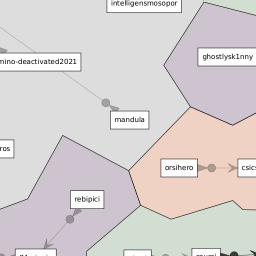 intelligensmosopor
ghostlysk1nny
mino-deactivated2021
mandula
ros
orsihero
csics
rebipici